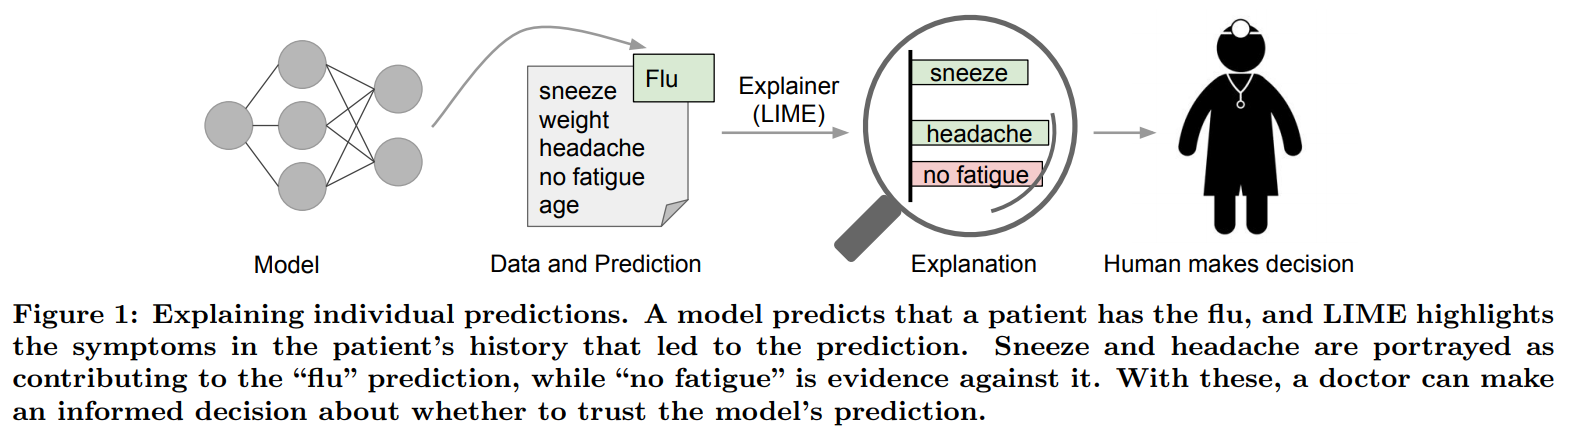 Flu
sneeze
weight
headache
no fatigue
age
Explainer
(LIME)
sneeze
headache
no fatigue
Model
Data and Prediction
Explanation
Human makes decision
Figure 1: Explaining individual predictions. A model predicts that a patient has the flu, and LIME highlights
the symptoms in the patient's history that led to the prediction. Sneeze and headache are portrayed as
contributing to the “flu” prediction, while “no fatigue” is evidence against it. With these, a doctor can make
an informed decision about whether to trust the model's prediction.